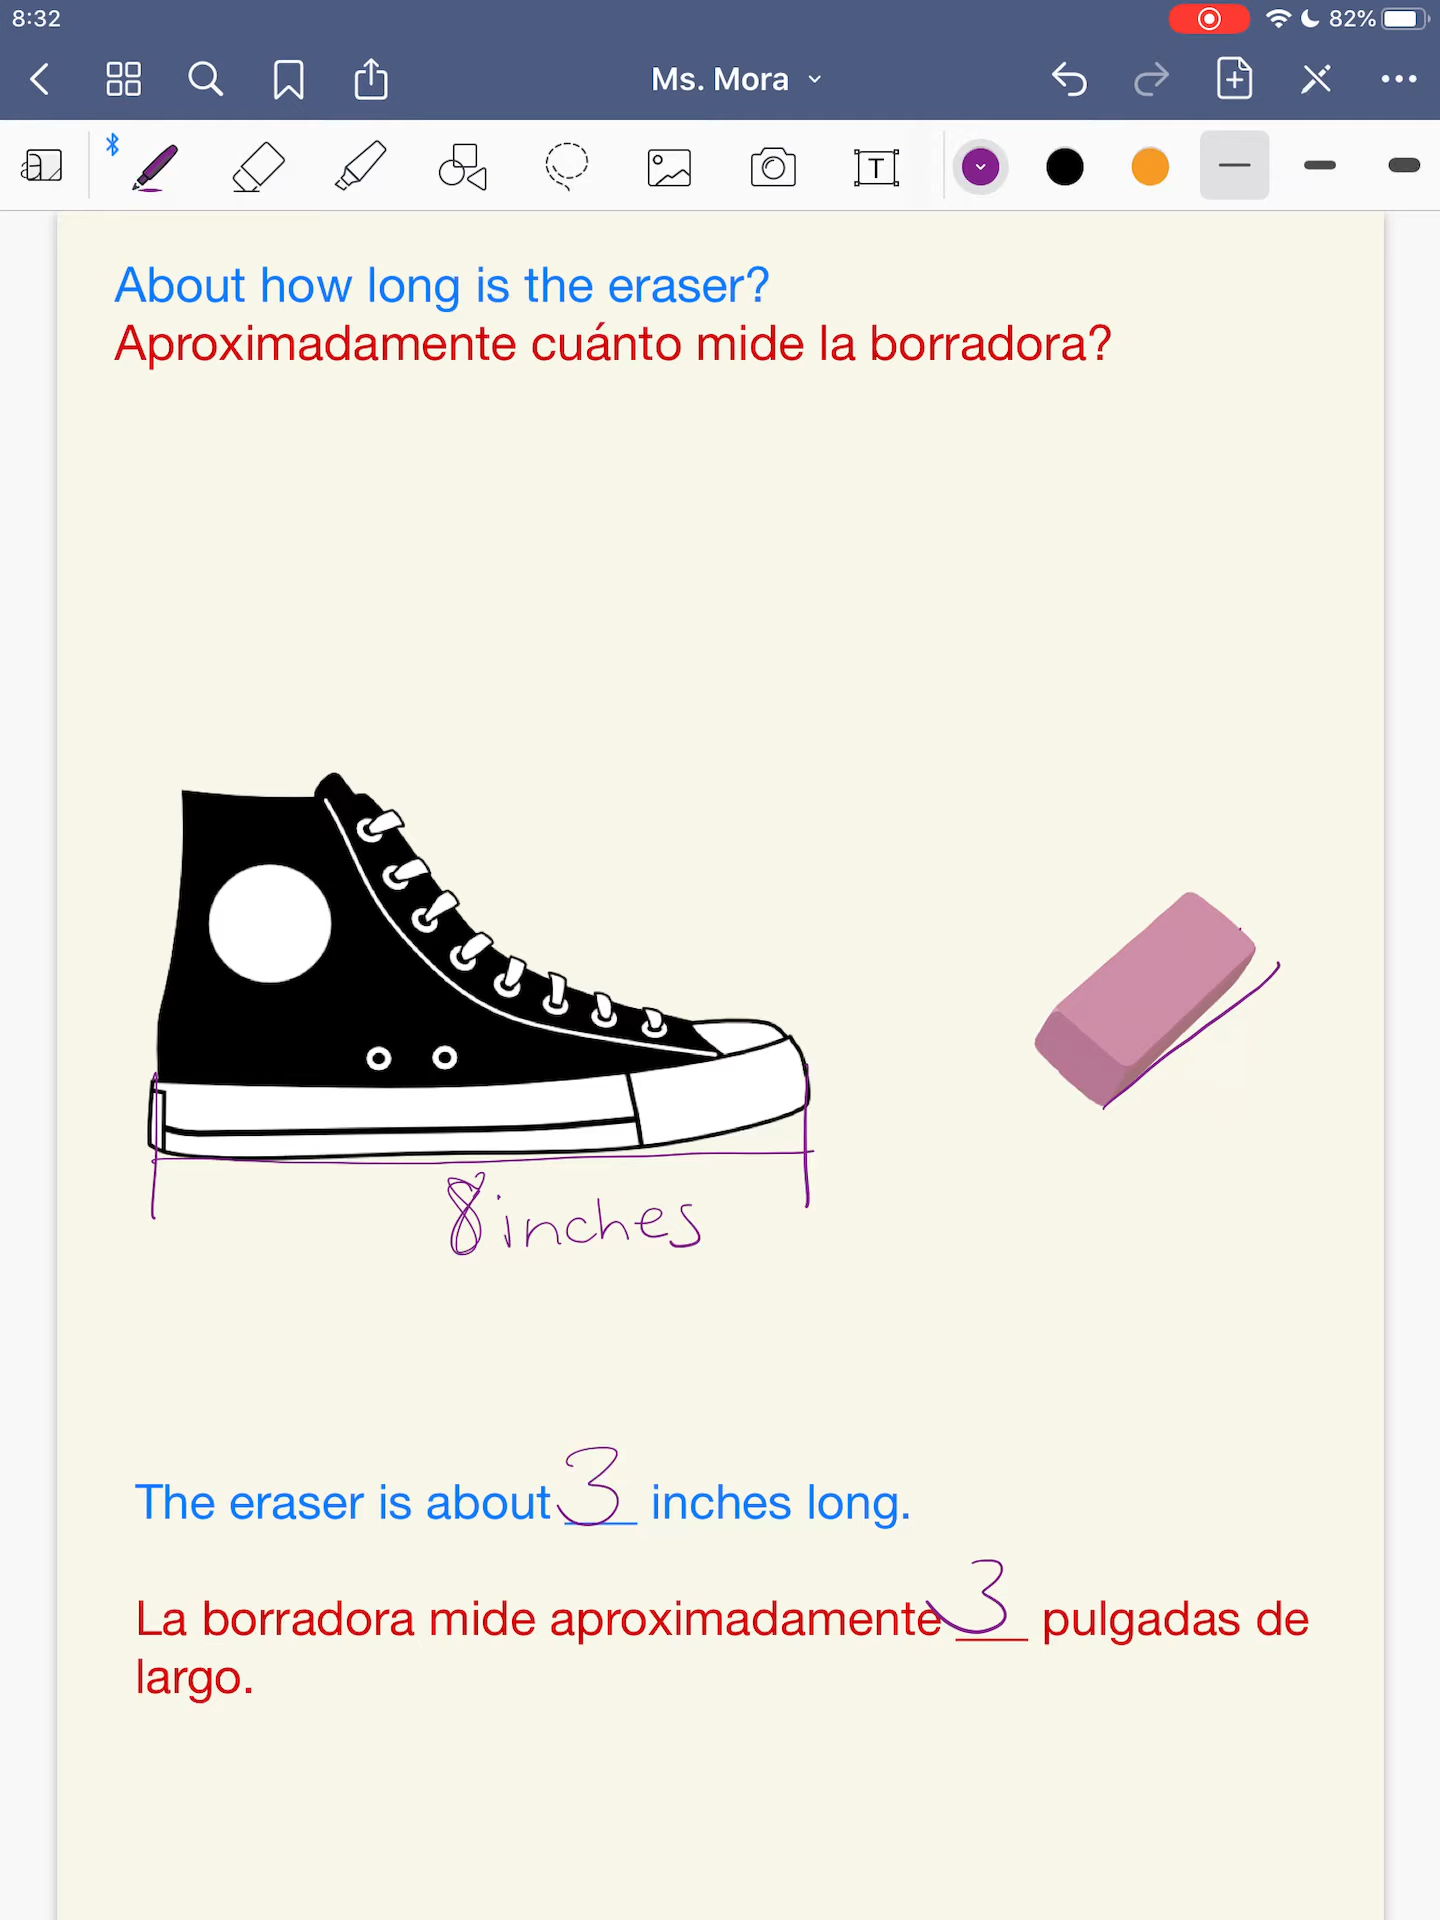 8:32
82%
Ms. Mora
a
T
About how long is the eraser?
Aproximadamente cuánto mide la borradora?
8 inches
The eraser is about 3 inches long.
La borradora mide aproximadamente 3 pulgadas de
largo.